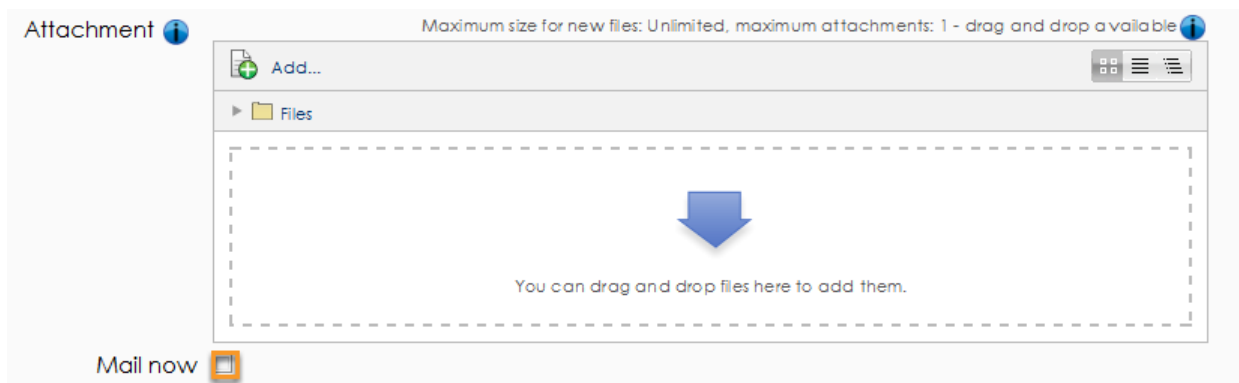 Attachment
Maximum size for new files: Unlimited, maximum attachments: 1 - drag and drop available
Add...
Files
You can drag and drop files here to add them.
Mail now